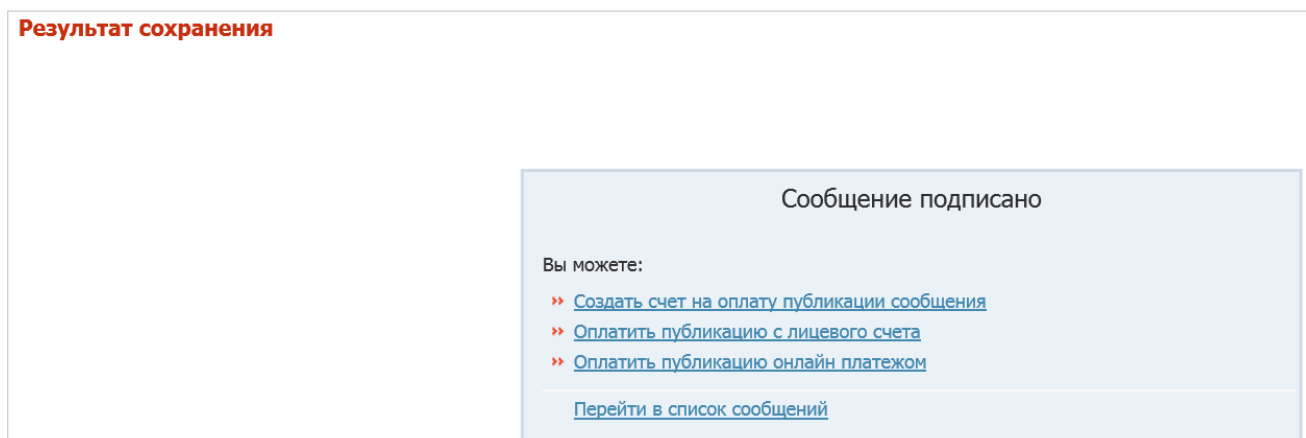 Результат сохранения
Сообщение подписано
Вы можете:
Создать счет на оплату публикации сообщения
Оплатить публикацию с лицевого счета
Оплатить публикацию онлайн платежом
Перейти в список сообщений